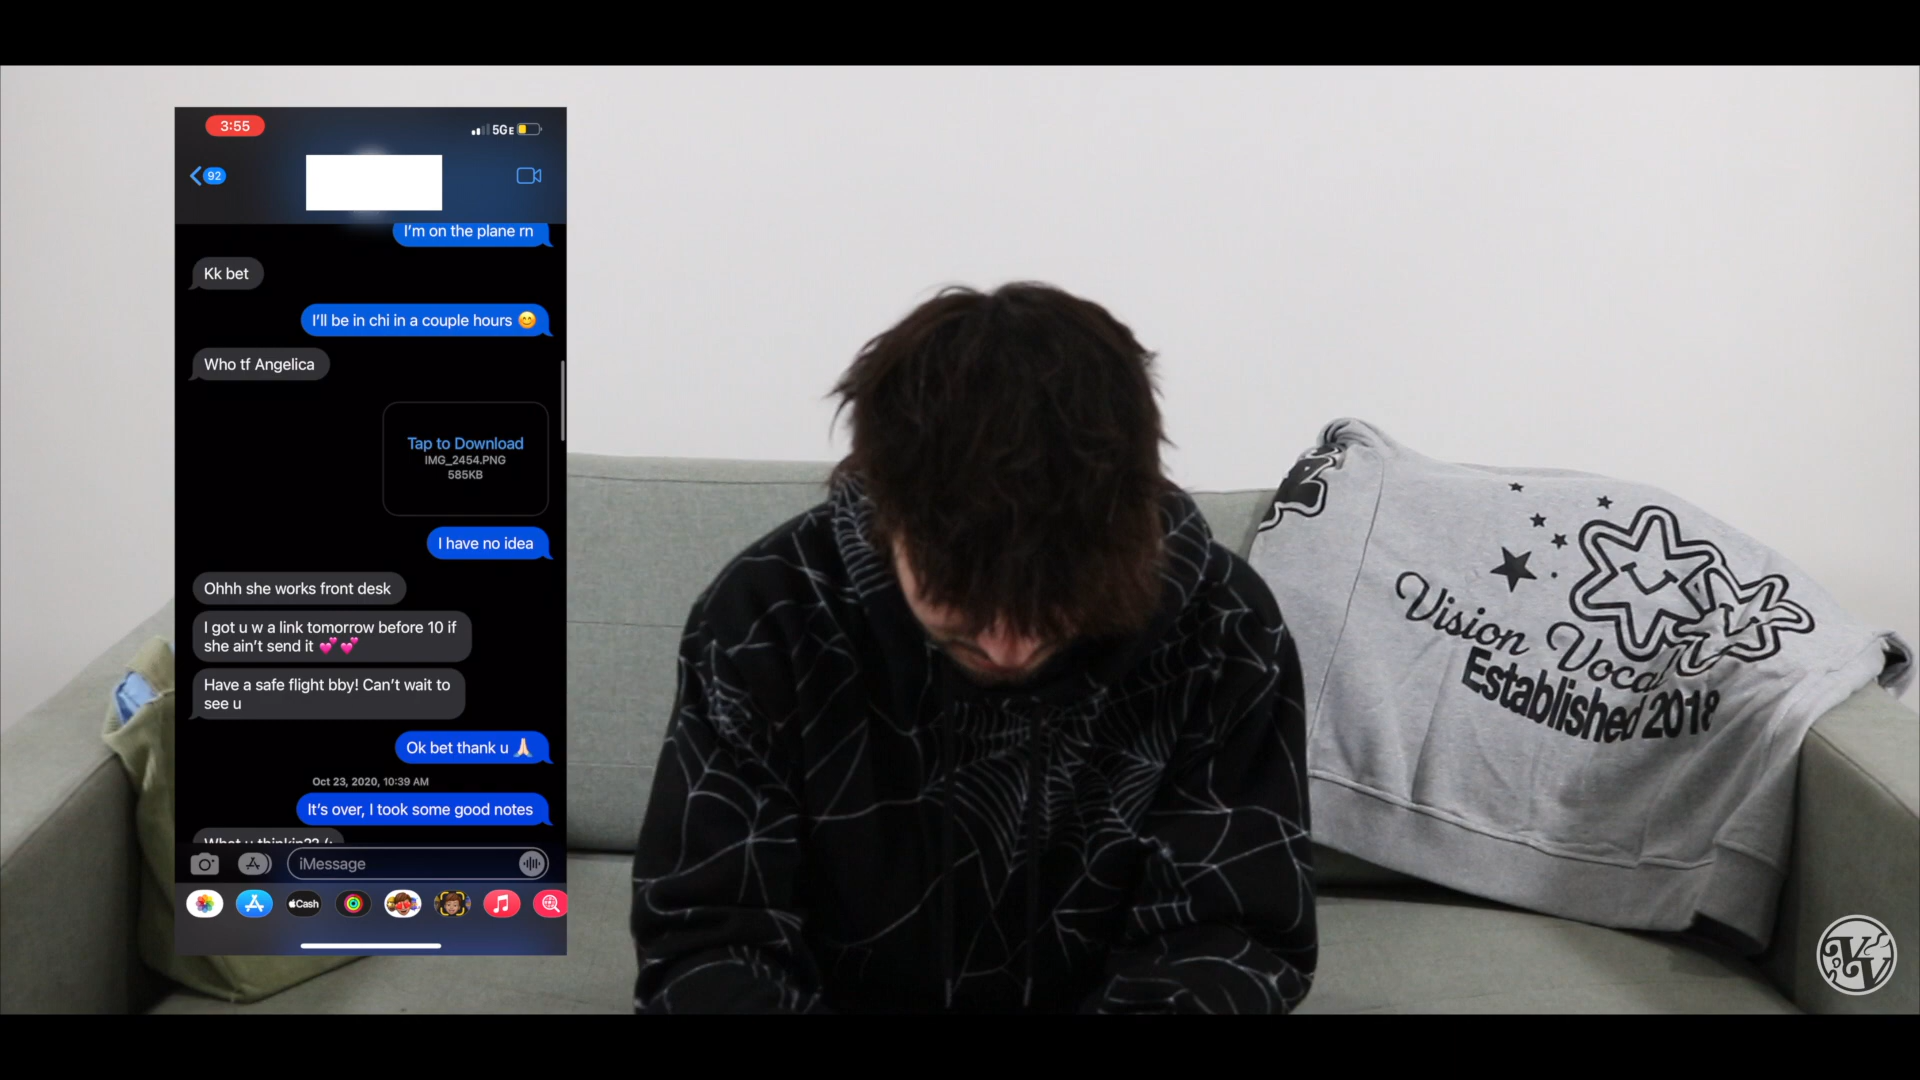 3:55
5GE
92
I'm on the plane rn
Kk bet
I'll be in chi in a couple hours 😊
Who tf Angelica
Tap to Download
IMG_2454.PNG
585KB
I have no idea
Ohhh she works front desk
I got u w a link tomorrow before 10 if
she ain't send it 💕 💕
Have a safe flight bby! Can't wait to
see u
Ok bet thank u 🙏🏻
Oct 23, 2020, 10:39 AM
It's over, I took some good notes
What u thinkin??
iMessage
Cash
Vision Vocal
Established 2018